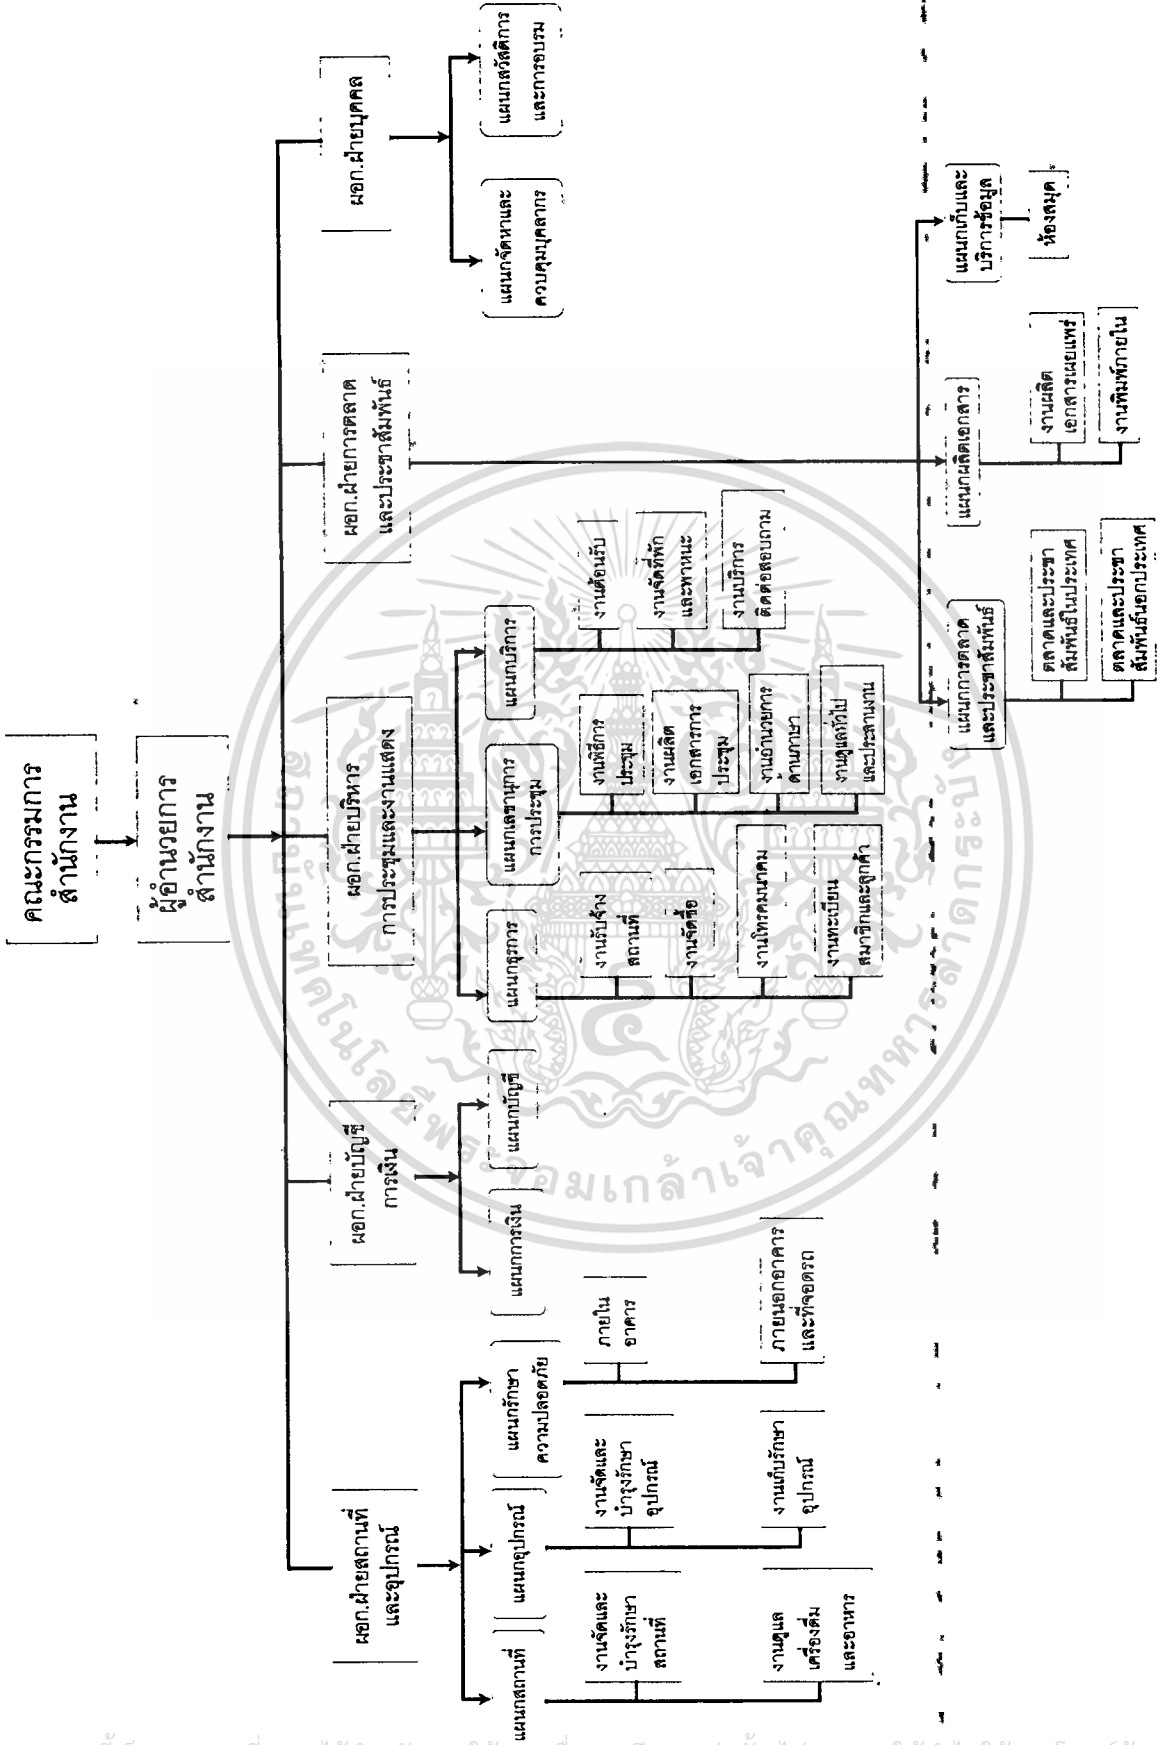 คณะกรรมการ
สำนักงาน
ผู้อำนวยการ
สำนักงาน
ผอก.ฝ่ายสถานที่
และอุปกรณ์
ผอก.ฝ่ายบัญชี
การเงิน
ผอก.ฝ่ายบริหาร
การประชุมและงานแสดง
ผอก.ฝ่ายการตลาด
และประชาสัมพันธ์
ผอก.ฝ่ายบุคคล
แผนกสถานที่
แผนกอุปกรณ์
แผนรักษา
ความปลอดภัย
แผนกการเงิน
แผนกบัญชี
แผนกธุรการ
แผนกเลขานุการ
การประชุม
แผนกบริการ
แผนกจัดหาและ
ควบคุมบุคลากร
แผนกสวัสดิการ
และการอบรม
งานจัดและ
บำรุงรักษา
สถานที่
งานดูแล
เครื่องดื่ม
และอาหาร
งานจัดและ
บำรุงรักษา
อุปกรณ์
งานเก็บรักษา
อุปกรณ์
ภายใน
อาคาร
ภายนอกอาคาร
และที่จอดรถ
งานรับจ้าง
สถานที่
งานจัดซื้อ
งานโทรคมนาคม
งานทะเบียน
สมาชิกและลูกค้า
งานพิธีการ
ประชุม
งานผลิต
เอกสารการ
ประชุม
งานอำนวยการ
ด้านภาษา
งานดูแลทั่วไป
และประสานงาน
งานต้อนรับ
งานจัดที่พัก
และพาหนะ
งานบริการ
ติดต่อสอบถาม
แผนกการตลาด
และประชาสัมพันธ์
แผนกผลิตเอกสาร
แผนกเก็บและ
บริการข้อมูล
ตลาดและประชา
สัมพันธ์ในประเทศ
ตลาดและประชา
สัมพันธ์นอกประเทศ
งานผลิต
เอกสารเผยแพร่
งานพิมพ์ภายใน
ห้องสมุด
เทคโนโลยีพระจอมเกล้าเจ้าคุณทหารลาดกระบัง